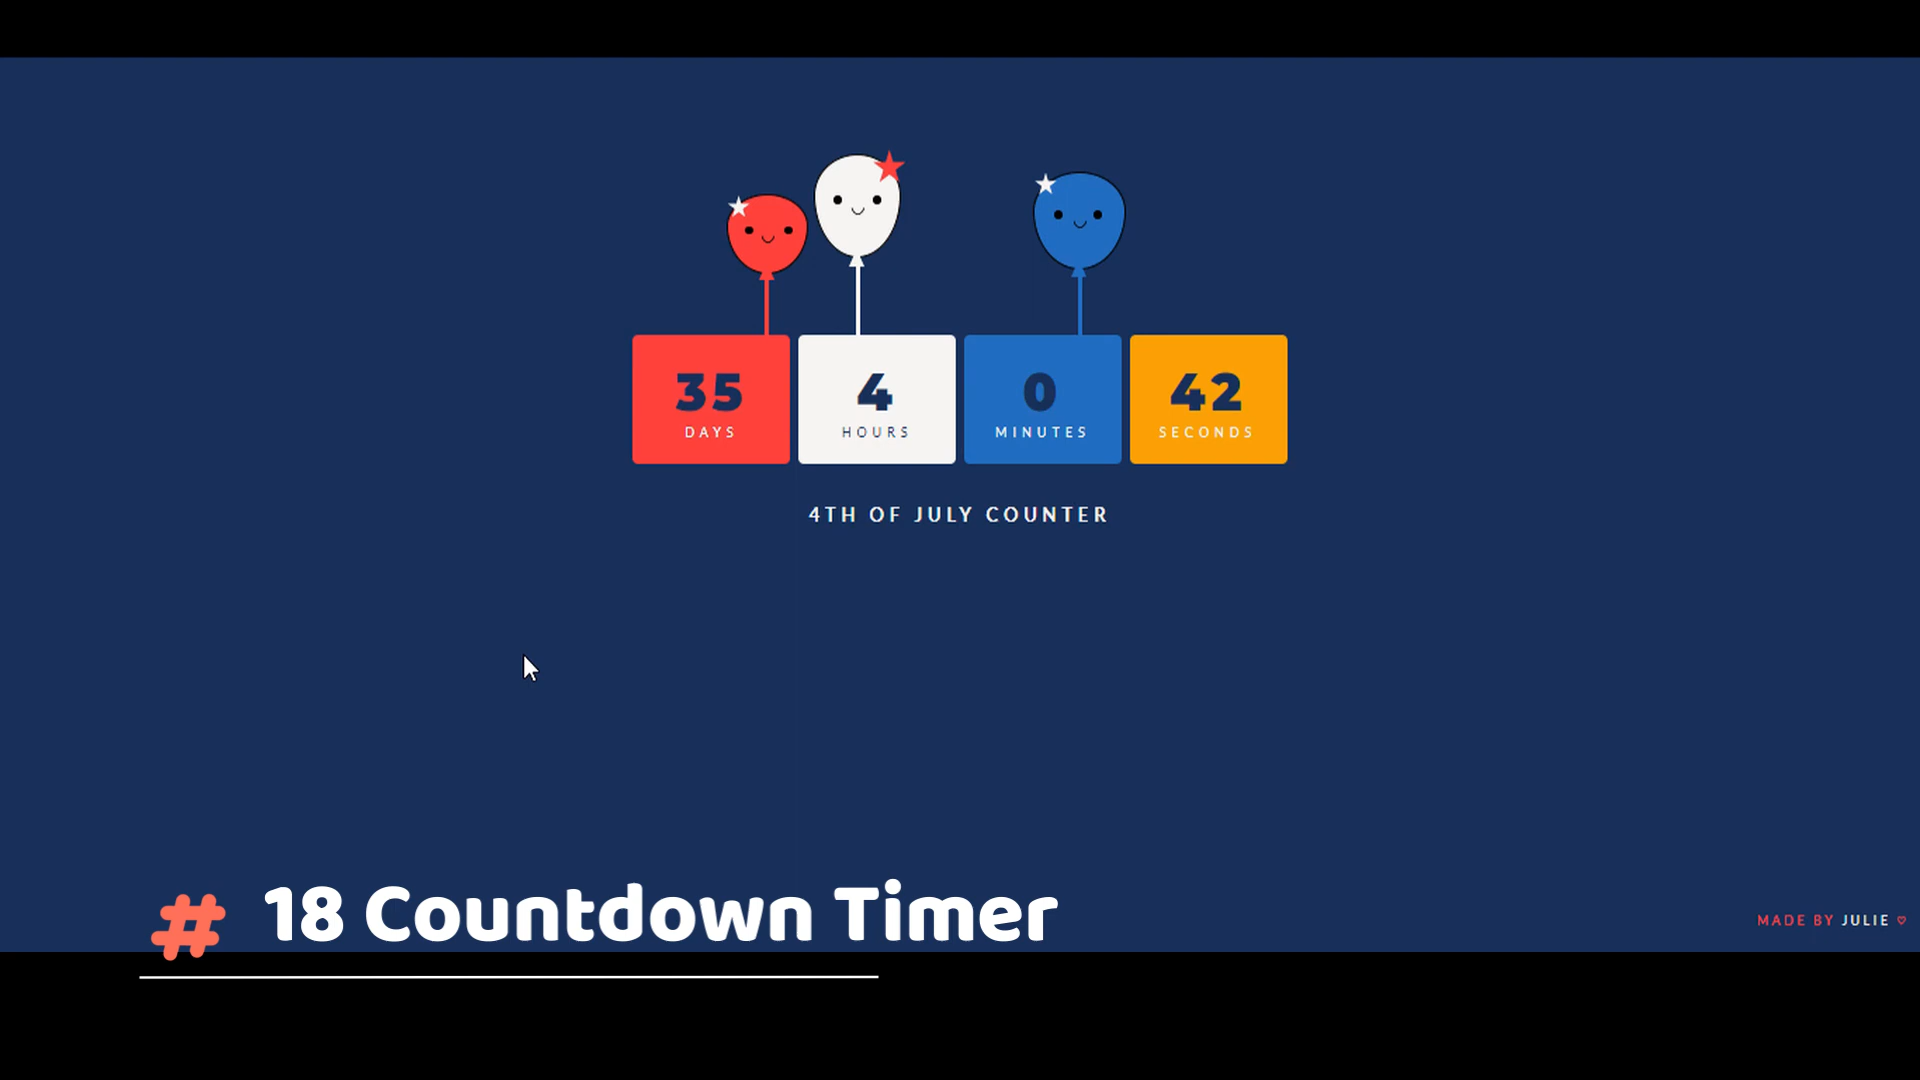 35 4 0 42
DAYS HOURS MINUTES SECONDS
4TH OF JULY COUNTER
# 18 Countdown Timer
MADE BY JULIE ♡